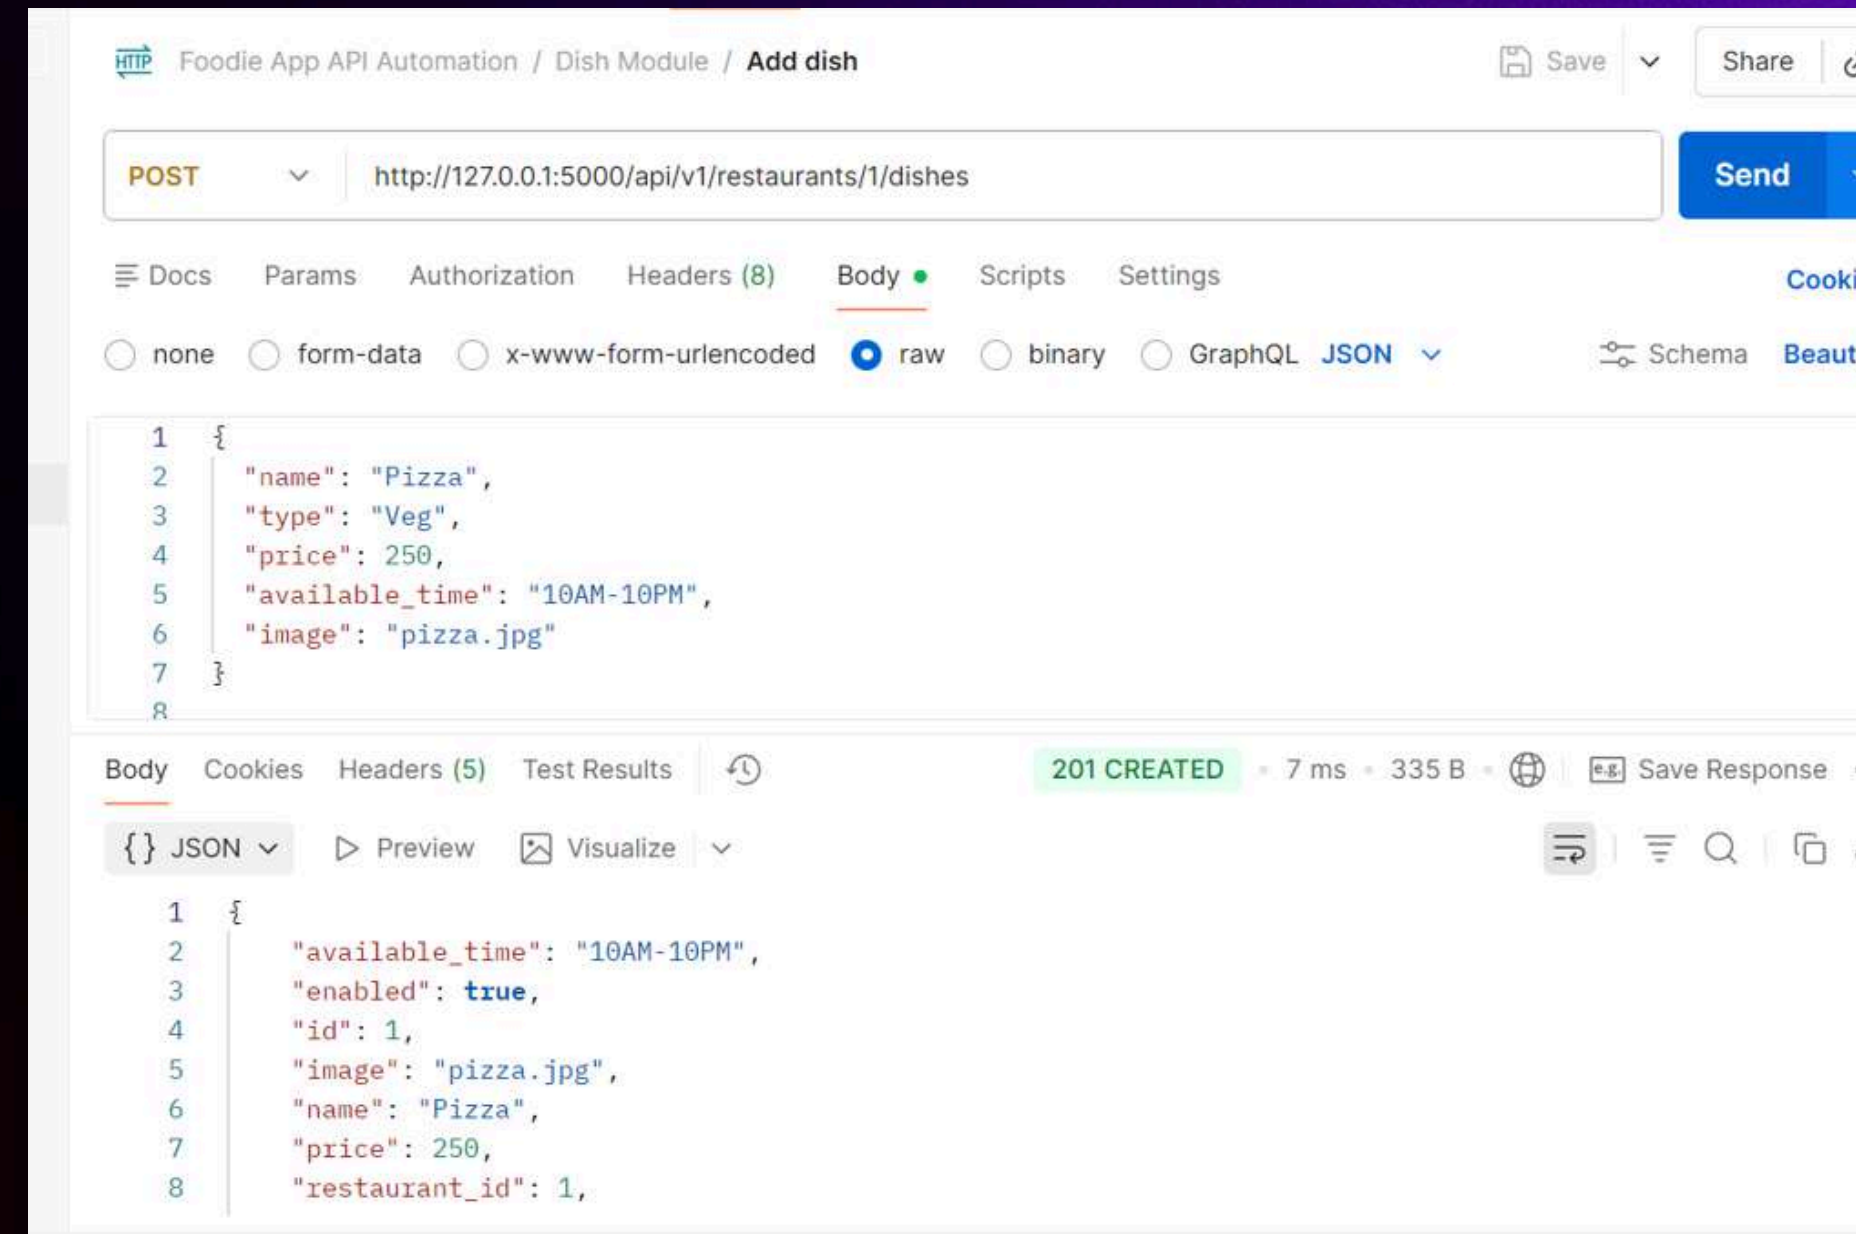 HTTP Foodie App API Automation / Dish Module / Add dish Save Share
POST http://127.0.0.1:5000/api/v1/restaurants/1/dishes Send
Docs Params Authorization Headers (8) Body Scripts Settings Cooki
none form-data x-www-form-urlencoded raw binary GraphQL JSON Schema Beaut
1 {
2 "name": "Pizza",
3 "type": "Veg",
4 "price": 250,
5 "available_time": "10AM-10PM",
6 "image": "pizza.jpg"
7 }
8
Body Cookies Headers (5) Test Results 201 CREATED 7 ms 335 B e.g. Save Response
{} JSON Preview Visualize
1 {
2 "available_time": "10AM-10PM",
3 "enabled": true,
4 "id": 1,
5 "image": "pizza.jpg",
6 "name": "Pizza",
7 "price": 250,
8 "restaurant_id": 1,